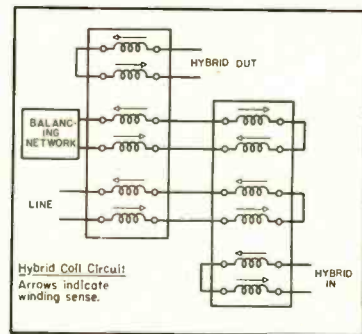 HYBRID OUT
BALANC-
ING
NETWORK
LINE
Hybrid Coil Circuit
Arrows indicate
winding sense.
HYBRID
IN